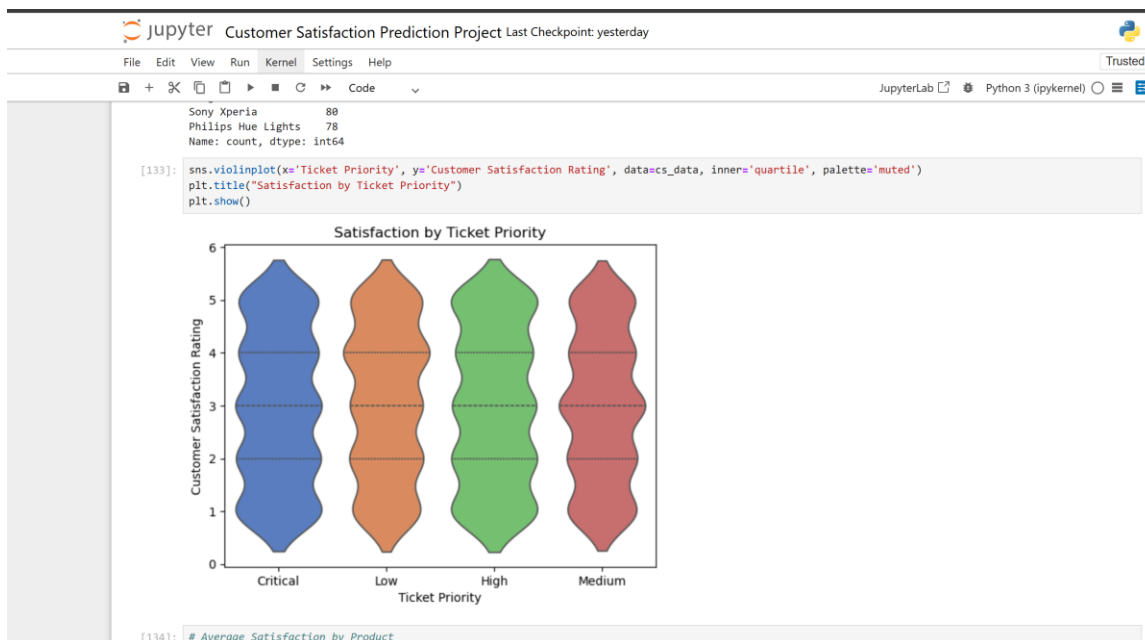 jupyter Customer Satisfaction Prediction Project Last Checkpoint: yesterday
File Edit View Run Kernel Settings Help
Trusted
Code
JupyterLab
Python 3 (ipykernel)
Sony Xperia 80
Philips Hue Lights 78
Name: count, dtype: int64
[133]: sns.violinplot(x='Ticket Priority', y='Customer Satisfaction Rating', data=cs_data, inner='quartile', palette='muted')
plt.title("Satisfaction by Ticket Priority")
plt.show()
Satisfaction by Ticket Priority
6
5
4
3
2
1
0
Customer Satisfaction Rating
Critical Low High Medium
Ticket Priority
[134]: # Average Satisfaction by Product